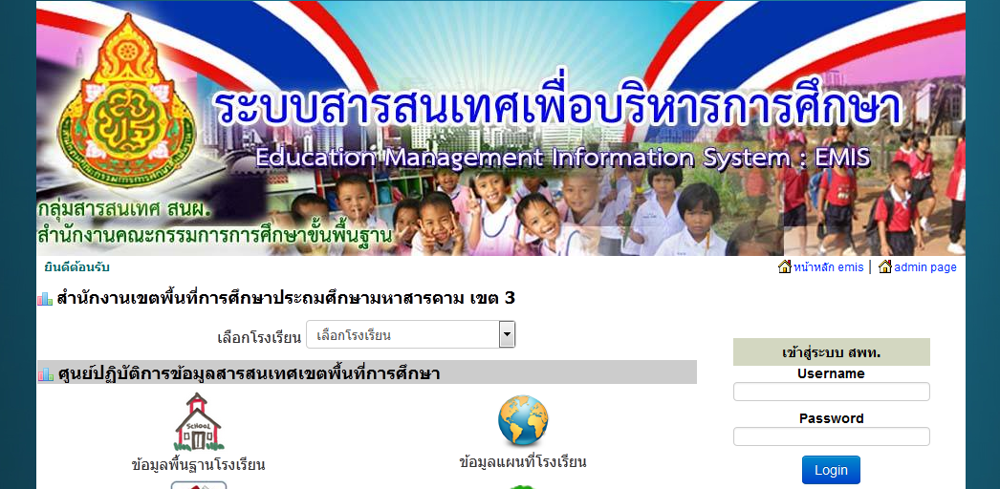 ระบบสารสนเทศเพื่อบริหารการศึกษา
Education Management Information System : EMIS
กลุ่มสารสนเทศ สนผ.
สำนักงานคณะกรรมการการศึกษาขั้นพื้นฐาน
ยินดีต้อนรับ
หน้าหลัก emis | admin page
สำนักงานเขตพื้นที่การศึกษาประถมศึกษามหาสารคาม เขต 3
เลือกโรงเรียน เลือกโรงเรียน
ศูนย์ปฏิบัติการข้อมูลสารสนเทศเขตพื้นที่การศึกษา
SCHOOL
ข้อมูลพื้นฐานโรงเรียน
ข้อมูลแผนที่โรงเรียน
เข้าสู่ระบบ สพท.
Username
Password
Login